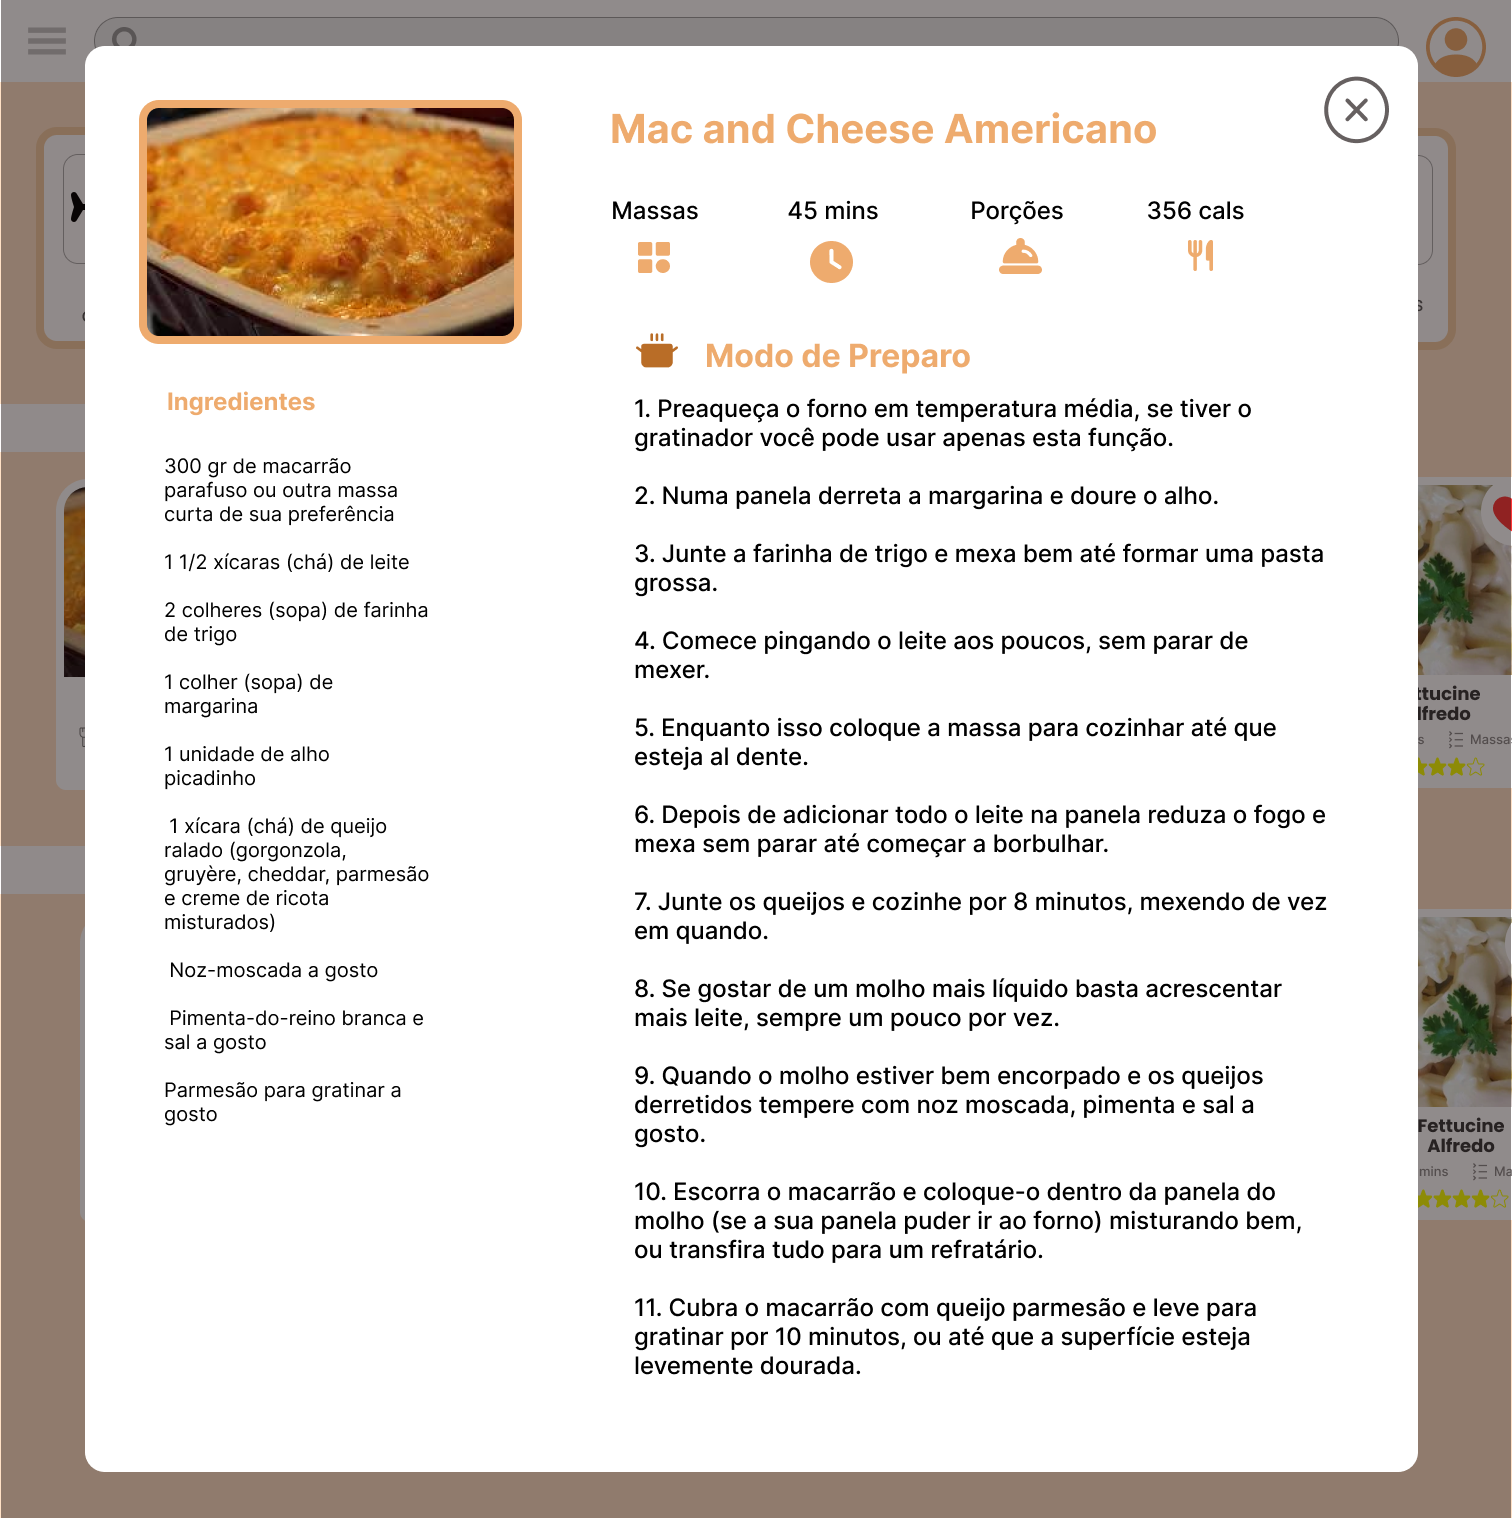 Mac and Cheese Americano
Massas
45 mins
Porções
356 cals
Ingredientes
300 gr de macarrão
parafuso ou outra massa
curta de sua preferência
1 1/2 xícaras (chá) de leite
2 colheres (sopa) de farinha
de trigo
1 colher (sopa) de
margarina
1 unidade de alho
picadinho
1 xícara (chá) de queijo
ralado (gorgonzola,
gruyère, cheddar, parmesão
e creme de ricota
misturados)
Noz-moscada a gosto
Pimenta-do-reino branca e
sal a gosto
Parmesão para gratinar a
gosto
Modo de Preparo
1. Preaqueça o forno em temperatura média, se tiver o
gratinador você pode usar apenas esta função.
2. Numa panela derreta a margarina e doure o alho.
3. Junte a farinha de trigo e mexa bem até formar uma pasta
grossa.
4. Comece pingando o leite aos poucos, sem parar de
mexer.
5. Enquanto isso coloque a massa para cozinhar até que
esteja al dente.
6. Depois de adicionar todo o leite na panela reduza o fogo e
mexa sem parar até começar a borbulhar.
7. Junte os queijos e cozinhe por 8 minutos, mexendo de vez
em quando.
8. Se gostar de um molho mais líquido basta acrescentar
mais leite, sempre um pouco por vez.
9. Quando o molho estiver bem encorpado e os queijos
derretidos tempere com noz moscada, pimenta e sal a
gosto.
10. Escorra o macarrão e coloque-o dentro da panela do
molho (se a sua panela puder ir ao forno) misturando bem,
ou transfira tudo para um refratário.
11. Cubra o macarrão com queijo parmesão e leve para
gratinar por 10 minutos, ou até que a superfície esteja
levemente dourada.
ttucine
lfredo
s Massas
Fettucine
Alfredo
mins Ma